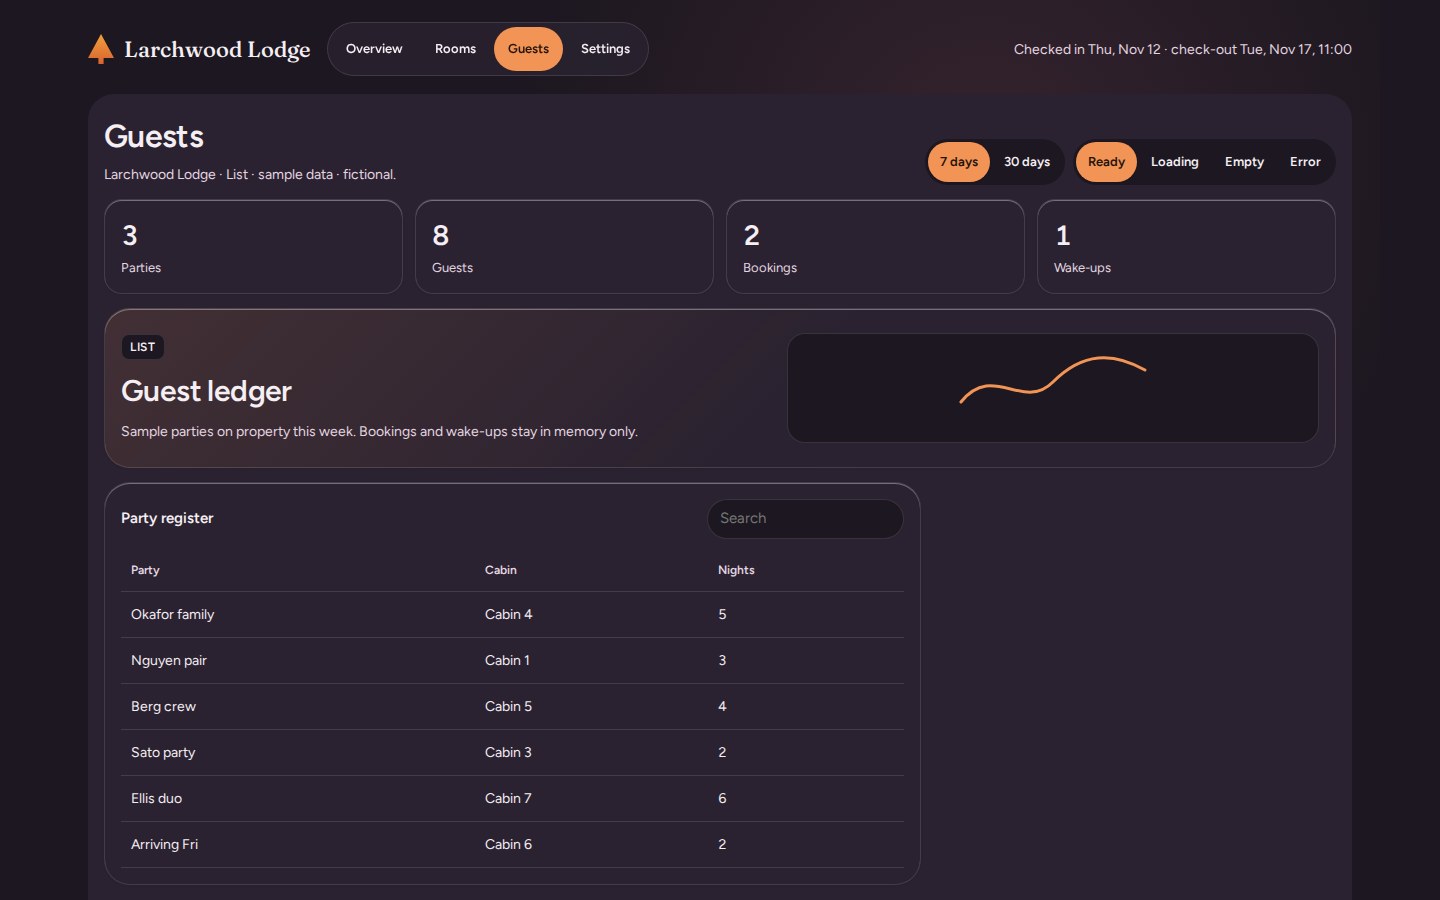 Larchwood Lodge
Overview Rooms Guests Settings
Checked in Thu, Nov 12 · check-out Tue, Nov 17, 11:00
Guests
Larchwood Lodge · List · sample data · fictional.
7 days 30 days
Ready Loading Empty Error
3
Parties
8
Guests
2
Bookings
1
Wake-ups
LIST
Guest ledger
Sample parties on property this week. Bookings and wake-ups stay in memory only.
Party register
Search
Party Cabin Nights
Okafor family Cabin 4 5
Nguyen pair Cabin 1 3
Berg crew Cabin 5 4
Sato party Cabin 3 2
Ellis duo Cabin 7 6
Arriving Fri Cabin 6 2